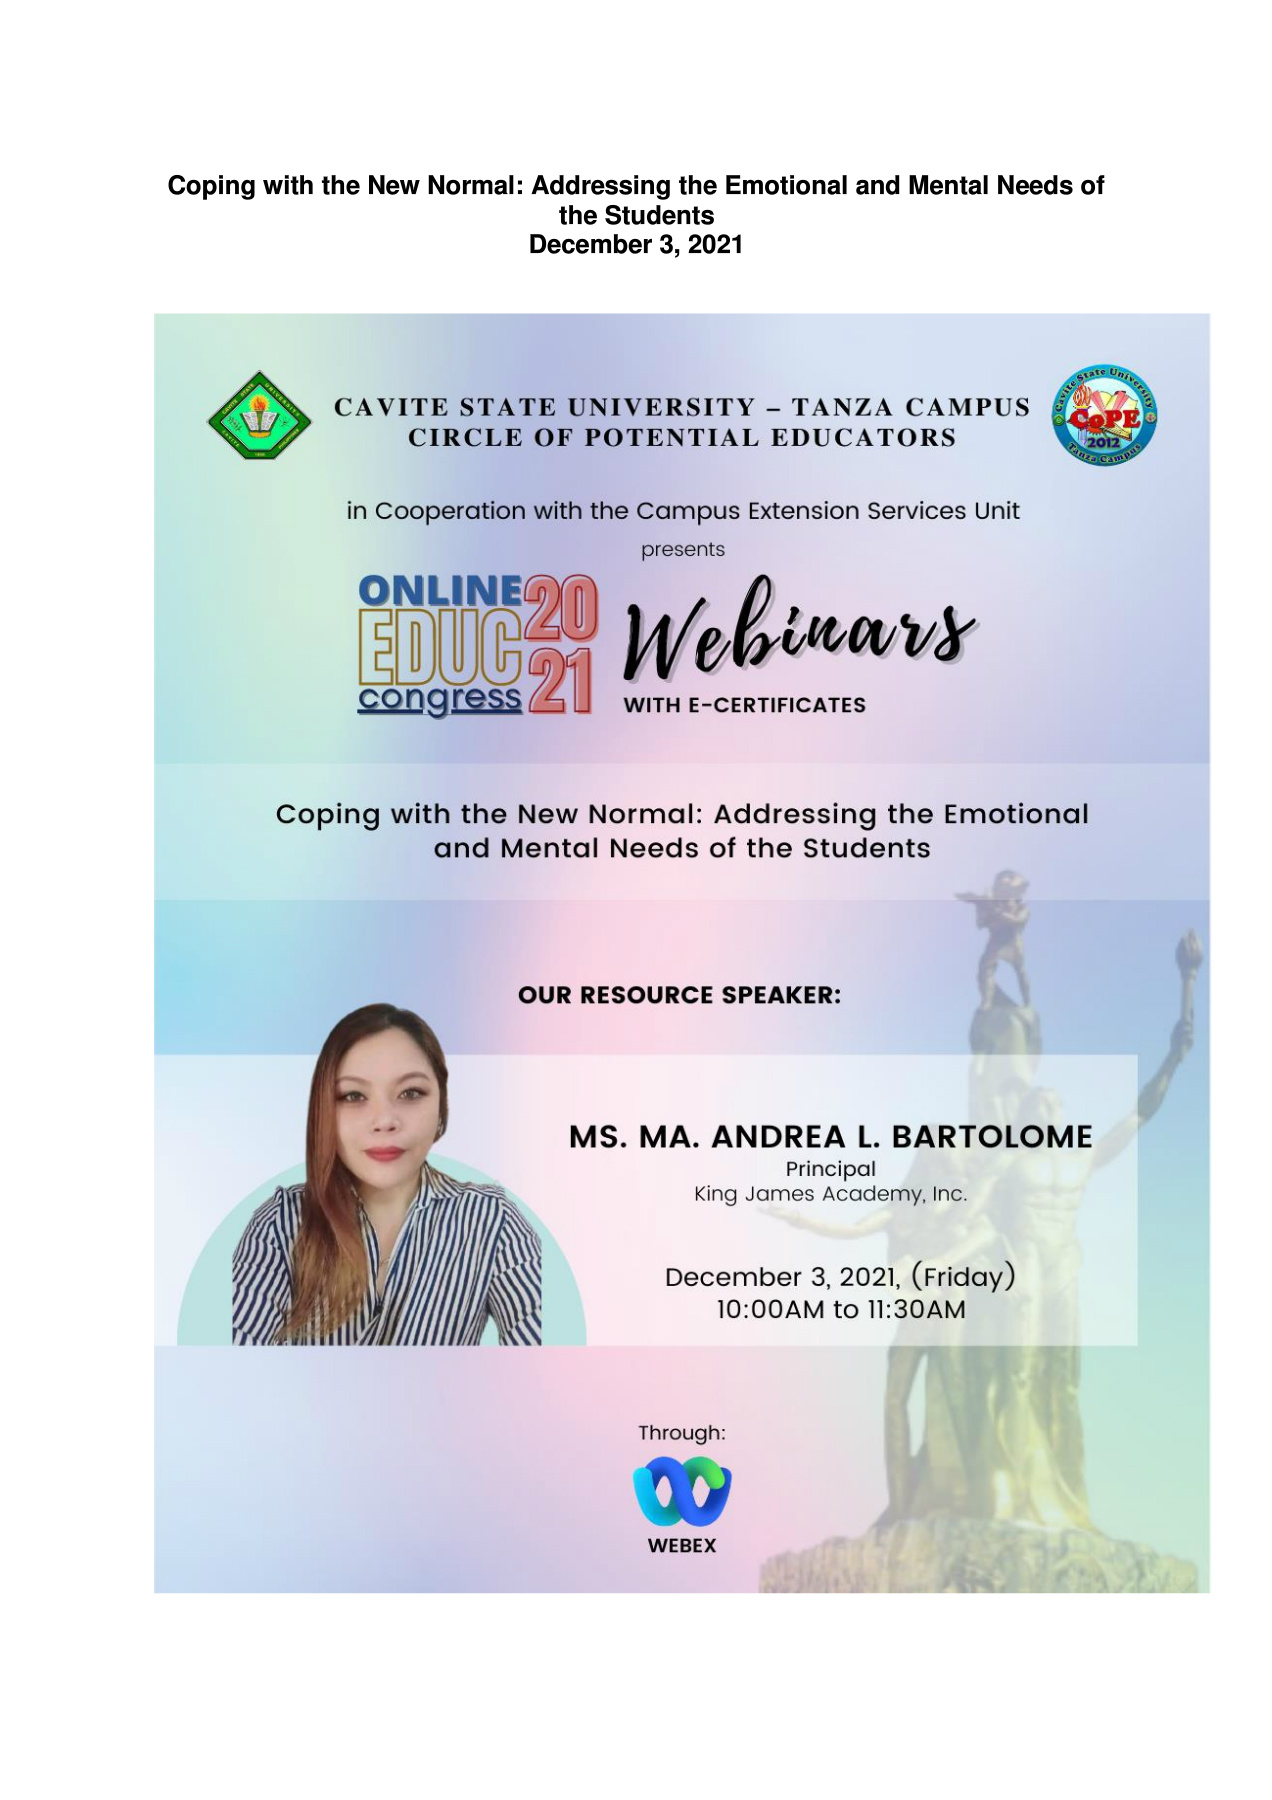 Coping with the New Normal: Addressing the Emotional and Mental Needs of
the Students
December 3, 2021
CAVITE STATE UNIVERSITY – TANZA CAMPUS
CIRCLE OF POTENTIAL EDUCATORS
Cavite State University
CoPE
2012
Tanza Campus
in Cooperation with the Campus Extension Services Unit
presents
ONLINE
EDUC
congress
20
21
Webinars
WITH E-CERTIFICATES
Coping with the New Normal: Addressing the Emotional
and Mental Needs of the Students
OUR RESOURCE SPEAKER:
MS. MA. ANDREA L. BARTOLOME
Principal
King James Academy, Inc.
December 3, 2021, (Friday)
10:00AM to 11:30AM
Through:
WEBEX